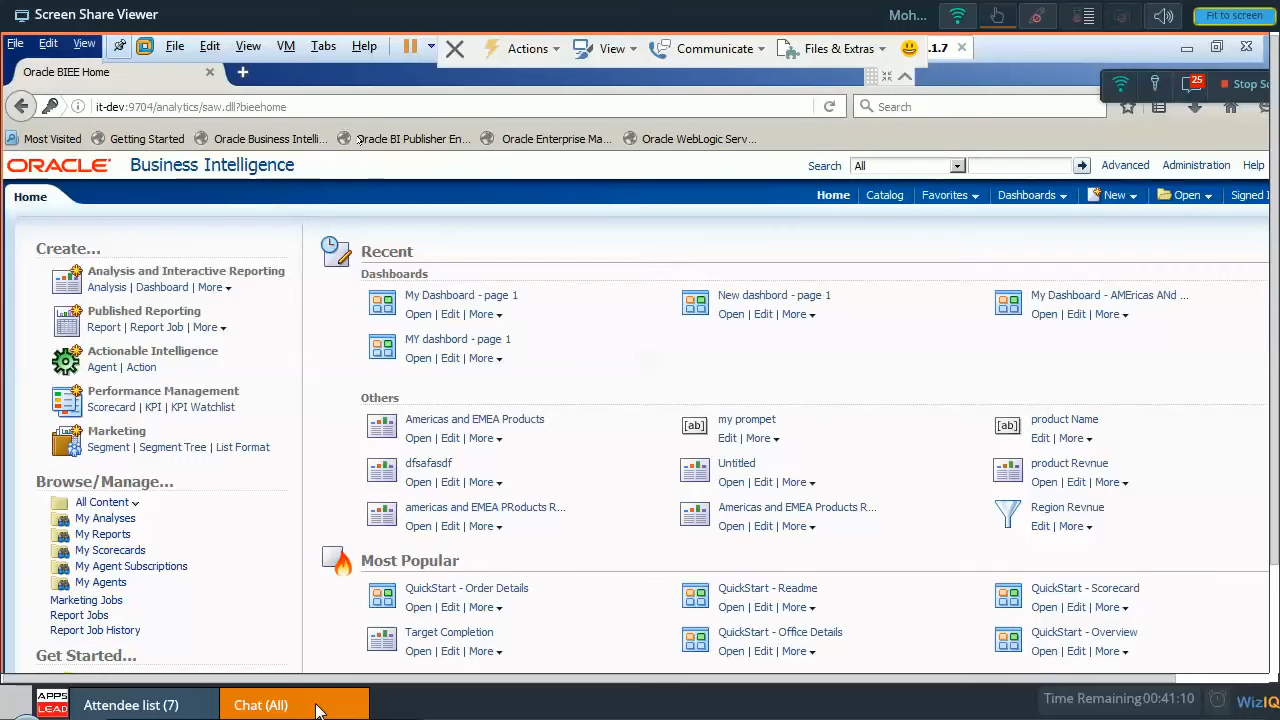 Screen Share Viewer
Moh...
Fit to screen
File Edit View
File Edit View VM Tabs Help
Actions View Communicate Files & Extras
.1.7
Oracle BIEE Home
25
Stop Sc
it-dev:9704/analytics/saw.dll?bieehome
Search
Most Visited Getting Started Oracle Business Intelli... Oracle BI Publisher En... Oracle Enterprise Ma... Oracle WebLogic Serv...
ORACLE Business Intelligence
Search All Advanced Administration Help
Home
Home Catalog Favorites Dashboards New Open Signed I
Create...
Analysis and Interactive Reporting
Analysis | Dashboard | More
Published Reporting
Report | Report Job | More
Actionable Intelligence
Agent | Action
Performance Management
Scorecard | KPI | KPI Watchlist
Marketing
Segment | Segment Tree | List Format
Browse/Manage...
All Content
My Analyses
My Reports
My Scorecards
My Agent Subscriptions
My Agents
Marketing Jobs
Report Jobs
Report Job History
Get Started...
Recent
Dashboards
My Dashboard - page 1
Open | Edit | More
New dashbord - page 1
Open | Edit | More
My Dashboard - AMEricas ANd ...
Open | Edit | More
MY dashbord - page 1
Open | Edit | More
Others
Americas and EMEA Products
Open | Edit | More
my prompet
Edit | More
product Name
Edit | More
dfsafasdf
Open | Edit | More
Untitled
Open | Edit | More
product Revnue
Open | Edit | More
americas and EMEA PRoducts R...
Open | Edit | More
Americas and EMEA Products R...
Open | Edit | More
Region Revnue
Edit | More
Most Popular
QuickStart - Order Details
Open | Edit | More
QuickStart - Readme
Open | Edit | More
QuickStart - Scorecard
Open | Edit | More
Target Completion
Open | Edit | More
QuickStart - Office Details
Open | Edit | More
QuickStart - Overview
Open | Edit | More
[ab]
[ab]
APPS LEAD
Attendee list (7)
Chat (All)
Time Remaining00:41:10
WizIQ